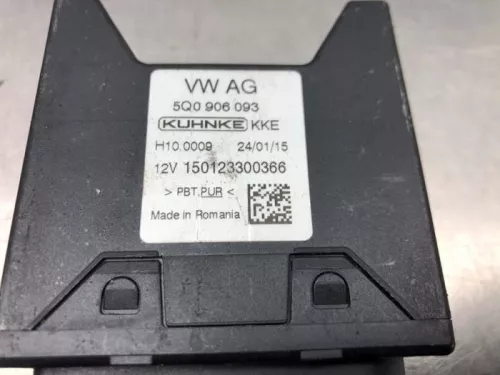 VW AG
5Q0 906 093
KUHNKE KKE
H10.0009 24/01/15
12V 150123300366
> PBT,PUR <
Made in Romania